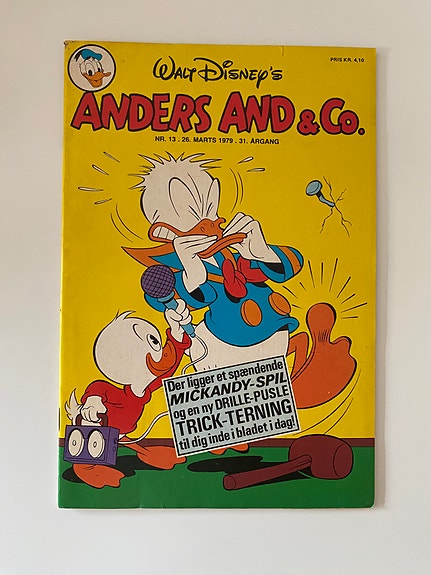 PRIS KR. 4,10
WALT DISNEY'S
ANDERS AND & Co.
NR. 13 . 26. MARTS 1979 . 31. ÅRGANG
Der ligger et spændende
MICKANDY-SPIL
og en ny DRILLE-PUSLE
TRICK-TERNING
til dig inde i bladet i dag!